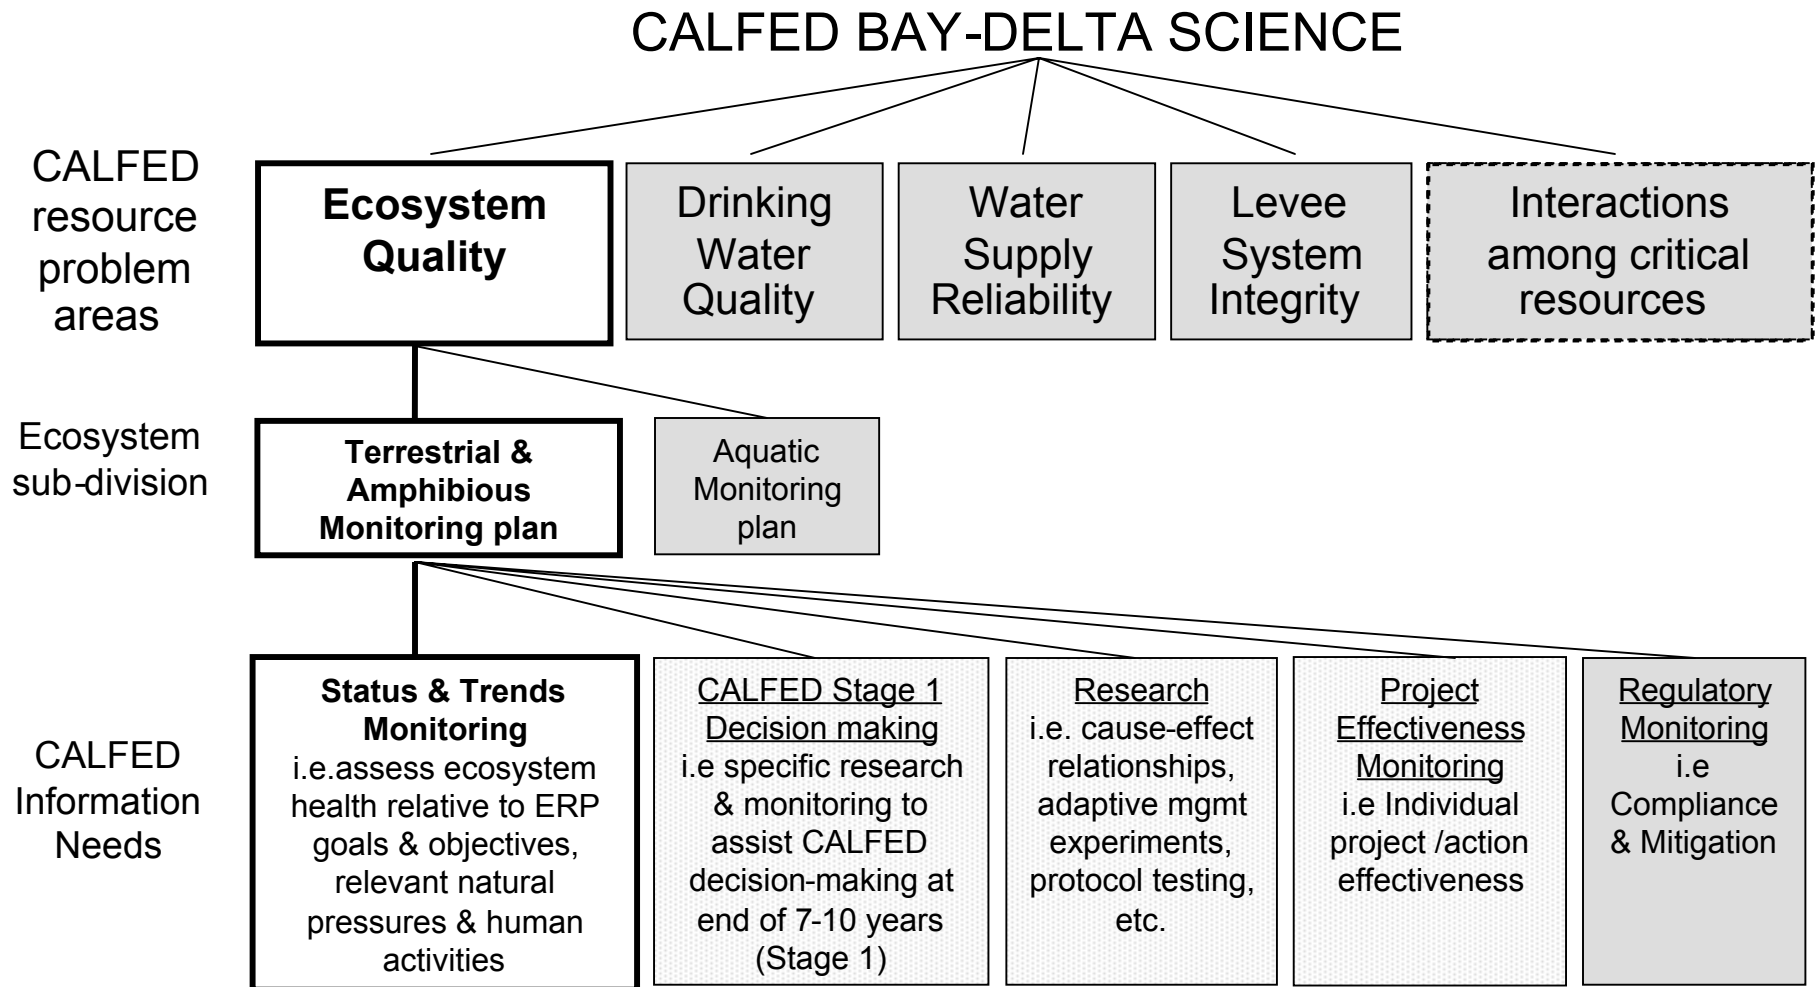 CALFED BAY-DELTA SCIENCE
CALFED
resource
problem
areas
Ecosystem
Quality
Drinking
Water
Quality
Water
Supply
Reliability
Levee
System
Integrity
Interactions
among critical
resources
Ecosystem
sub-division
Terrestrial &
Amphibious
Monitoring plan
Aquatic
Monitoring
plan
CALFED
Information
Needs
Status & Trends
Monitoring
i.e.assess ecosystem
health relative to ERP
goals & objectives,
relevant natural
pressures & human
activities
CALFED Stage 1
Decision making
i.e specific research
& monitoring to
assist CALFED
decision-making at
end of 7-10 years
(Stage 1)
Research
i.e. cause-effect
relationships,
adaptive mgmt
experiments,
protocol testing,
etc.
Project
Effectiveness
Monitoring
i.e Individual
project /action
effectiveness
Regulatory
Monitoring
i.e
Compliance
& Mitigation